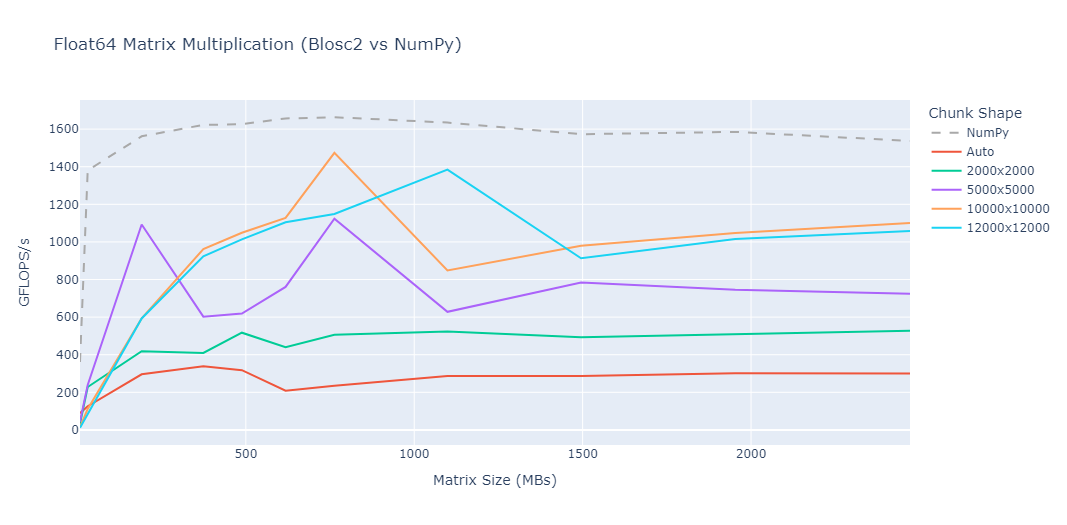 Float64 Matrix Multiplication (Blosc2 vs NumPy)
Chunk Shape
NumPy
Auto
2000x2000
5000x5000
10000x10000
12000x12000
GFLOPS/s
1600
1400
1200
1000
800
600
400
200
0
500
1000
1500
2000
Matrix Size (MBs)